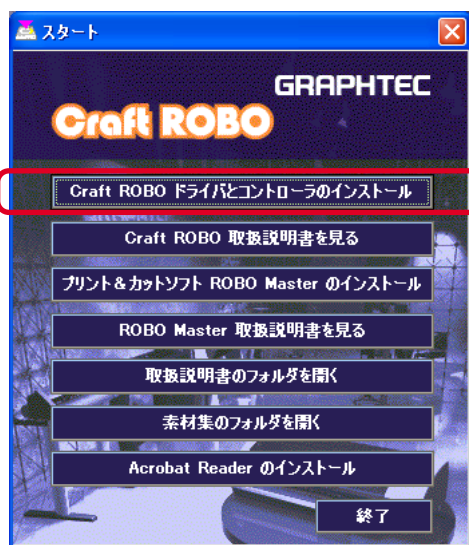 スタート
GRAPHTEC
Craft ROBO
Craft ROBO ドライバとコントローラのインストール
Craft ROBO 取扱説明書を見る
プリント&カットソフト ROBO Master のインストール
ROBO Master 取扱説明書を見る
取扱説明書のフォルダを開く
素材集のフォルダを開く
Acrobat Reader のインストール
終了